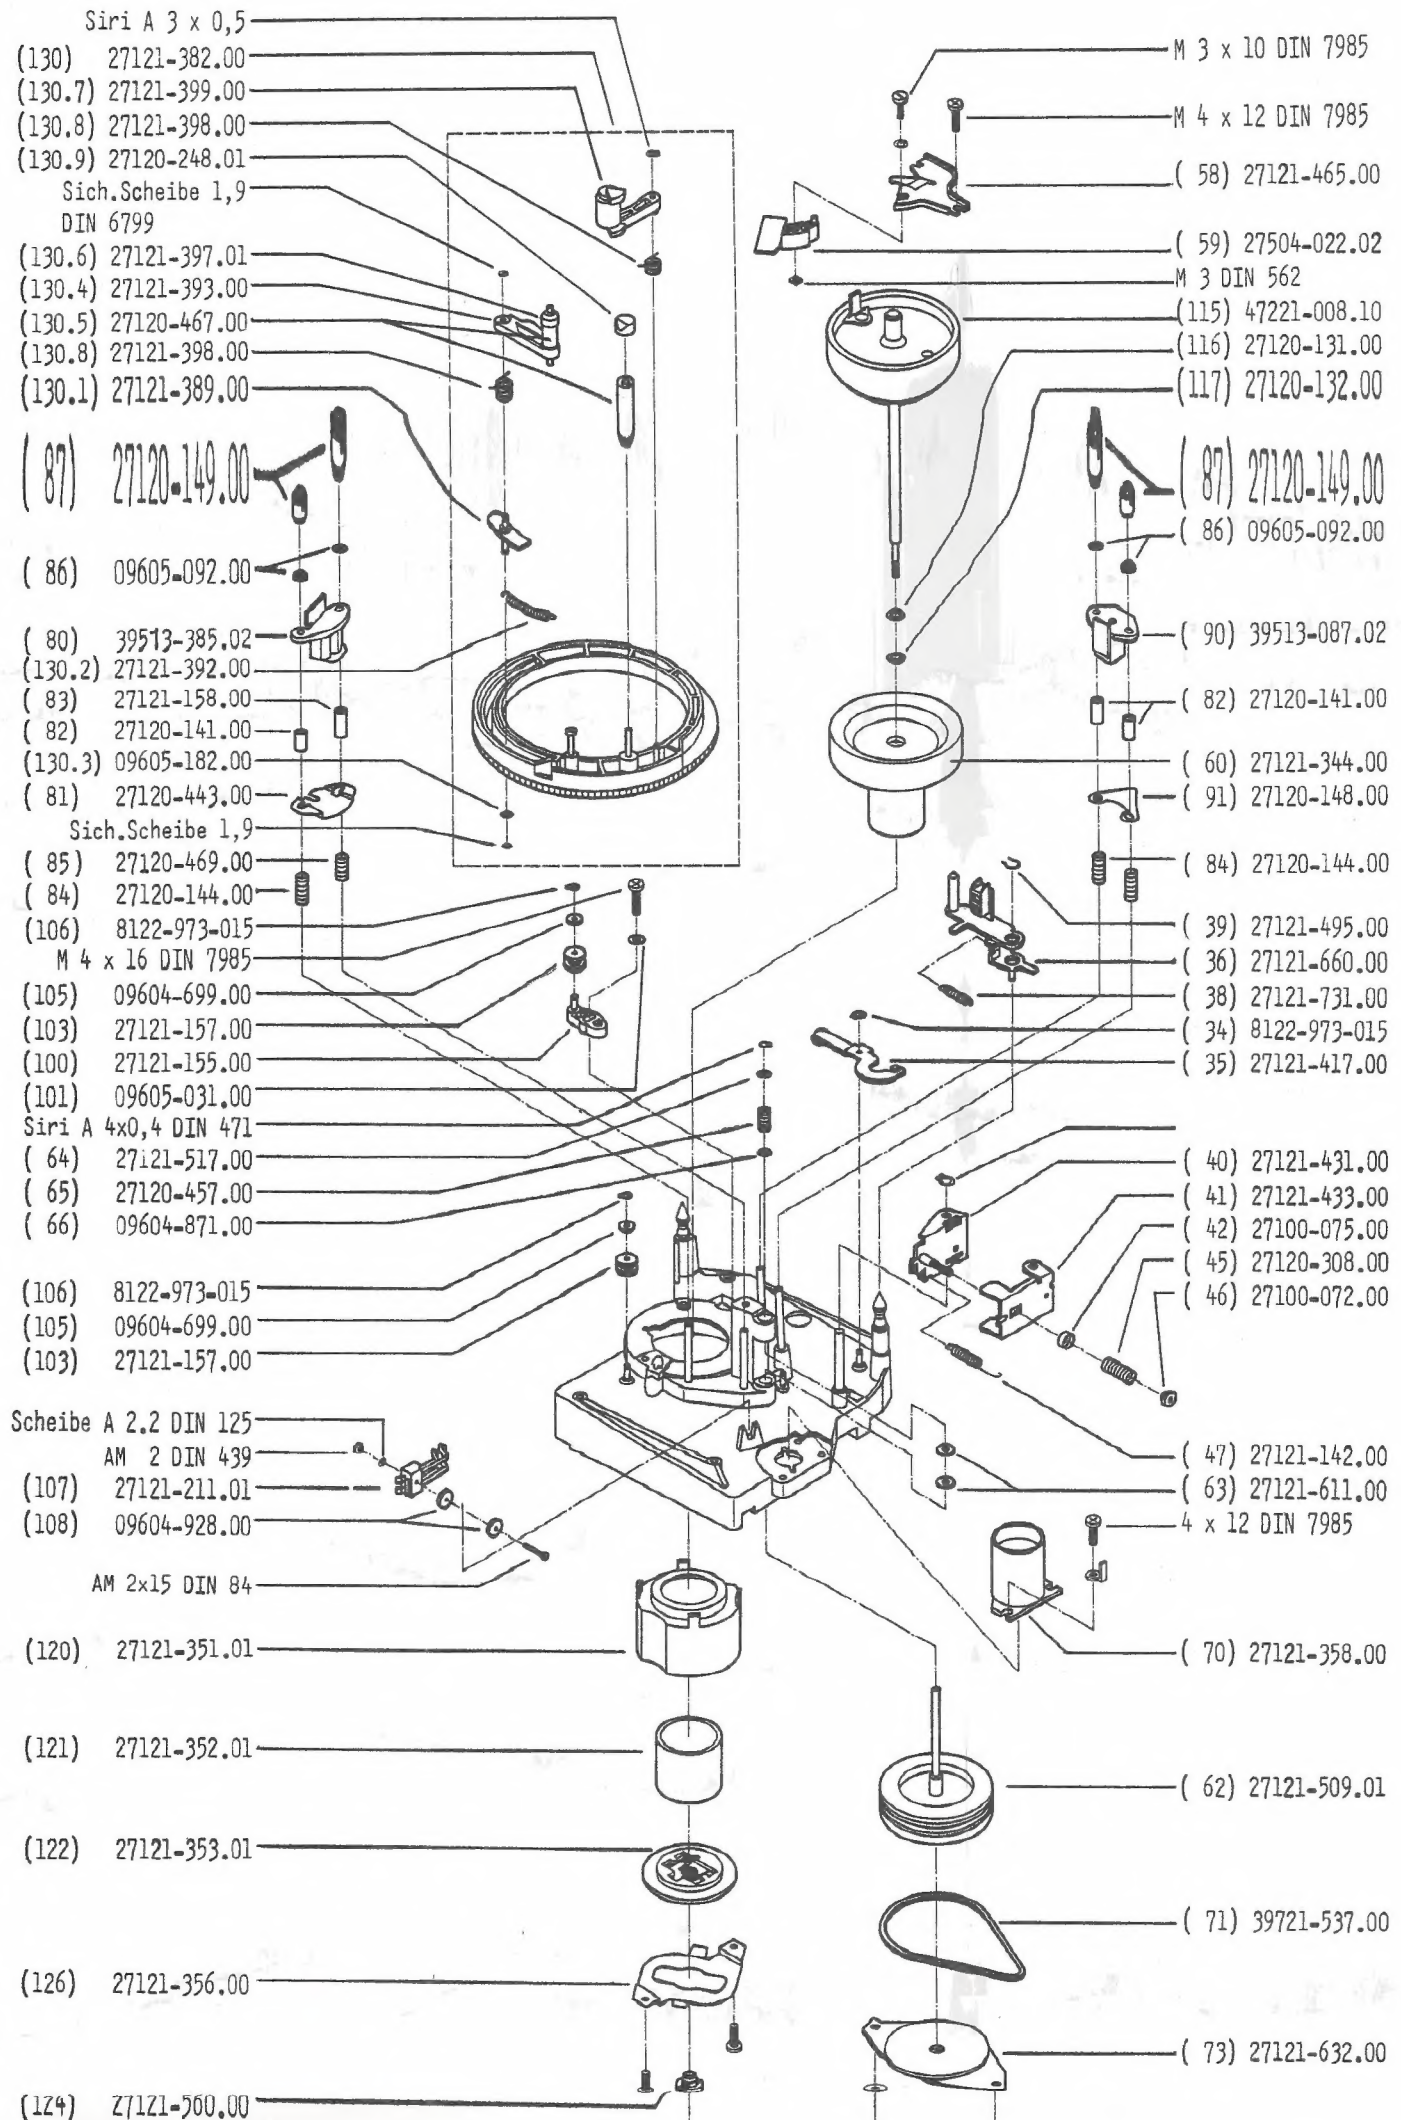 Siri A 3 x 0,5
(130) 27121-382.00
(130.7) 27121-399.00
(130.8) 27121-398.00
(130.9) 27120-248.01
Sich.Scheibe 1,9
DIN 6799
(130.6) 27121-397.01
(130.4) 27121-393.00
(130.5) 27120-467.00
(130.8) 27121-398.00
(130.1) 27121-389.00
( 87) 27120-149.00
( 86) 09605-092.00
( 80) 39513-385.02
(130.2) 27121-392.00
( 83) 27121-158.00
( 82) 27120-141.00
(130.3) 09605-182.00
( 81) 27120-443.00
Sich.Scheibe 1,9
( 85) 27120-469.00
( 84) 27120-144.00
(106) 8122-973-015
M 4 x 16 DIN 7985
(105) 09604-699.00
(103) 27121-157.00
(100) 27121-155.00
(101) 09605-031.00
Siri A 4x0,4 DIN 471
( 64) 27121-517.00
( 65) 27120-457.00
( 66) 09604-871.00
(106) 8122-973-015
(105) 09604-699.00
(103) 27121-157.00
Scheibe A 2.2 DIN 125
AM 2 DIN 439
(107) 27121-211.01
(108) 09604-928.00
AM 2x15 DIN 84
(120) 27121-351.01
(121) 27121-352.01
(122) 27121-353.01
(126) 27121-356.00
(124) 27121-560.00
M 3 x 10 DIN 7985
M 4 x 12 DIN 7985
( 58) 27121-465.00
( 59) 27504-022.02
M 3 DIN 562
(115) 47221-008.10
(116) 27120-131.00
(117) 27120-132.00
( 87) 27120-149.00
( 86) 09605-092.00
( 90) 39513-087.02
( 82) 27120-141.00
( 60) 27121-344.00
( 91) 27120-148.00
( 84) 27120-144.00
( 39) 27121-495.00
( 36) 27121-660.00
( 38) 27121-731.00
( 34) 8122-973-015
( 35) 27121-417.00
( 40) 27121-431.00
( 41) 27121-433.00
( 42) 27100-075.00
( 45) 27120-308.00
( 46) 27100-072.00
( 47) 27121-142.00
( 63) 27121-611.00
4 x 12 DIN 7985
( 70) 27121-358.00
( 62) 27121-509.01
( 71) 39721-537.00
( 73) 27121-632.00